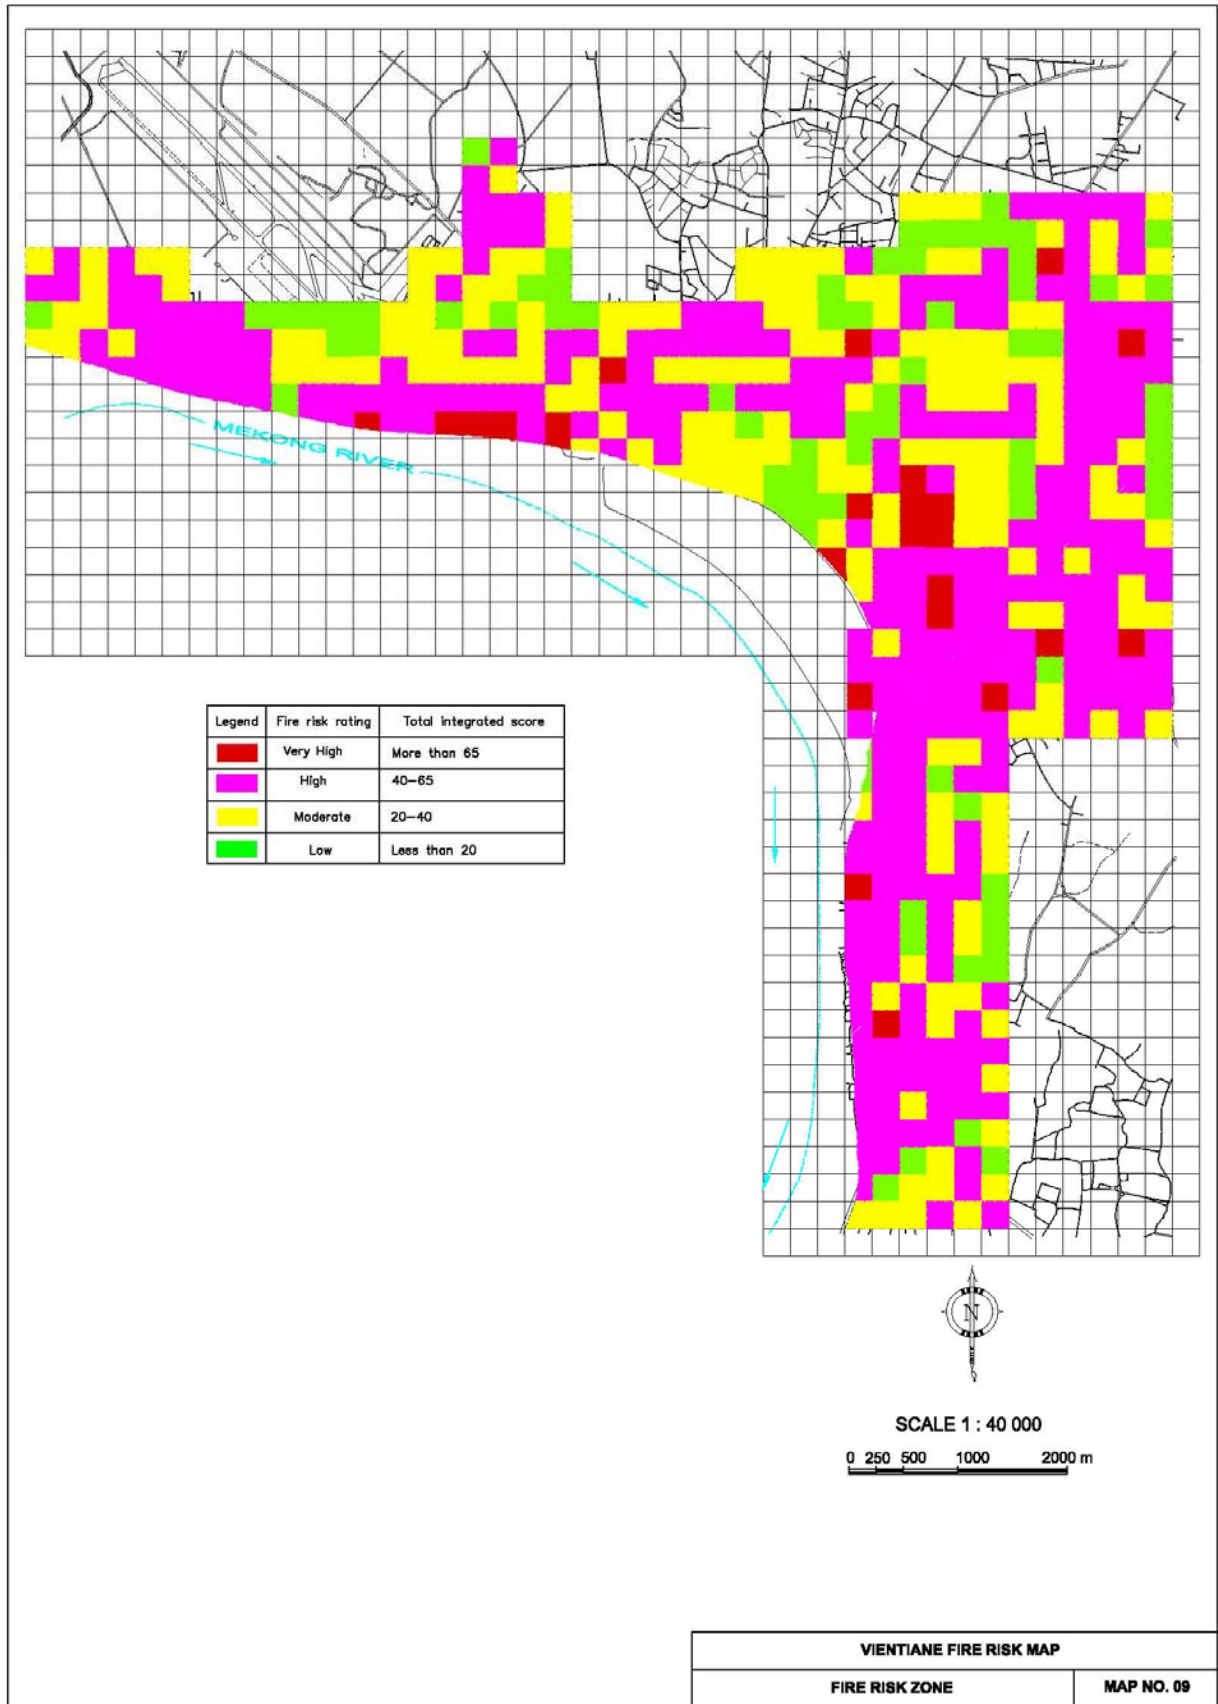 MEKONG RIVER
Legend Fire risk rating Total integrated score
Very High More than 65
High 40-65
Moderate 20-40
Low Less than 20
N
SCALE 1 : 40 000
0 250 500 1000 2000 m
VIENTIANE FIRE RISK MAP
FIRE RISK ZONE MAP NO. 09